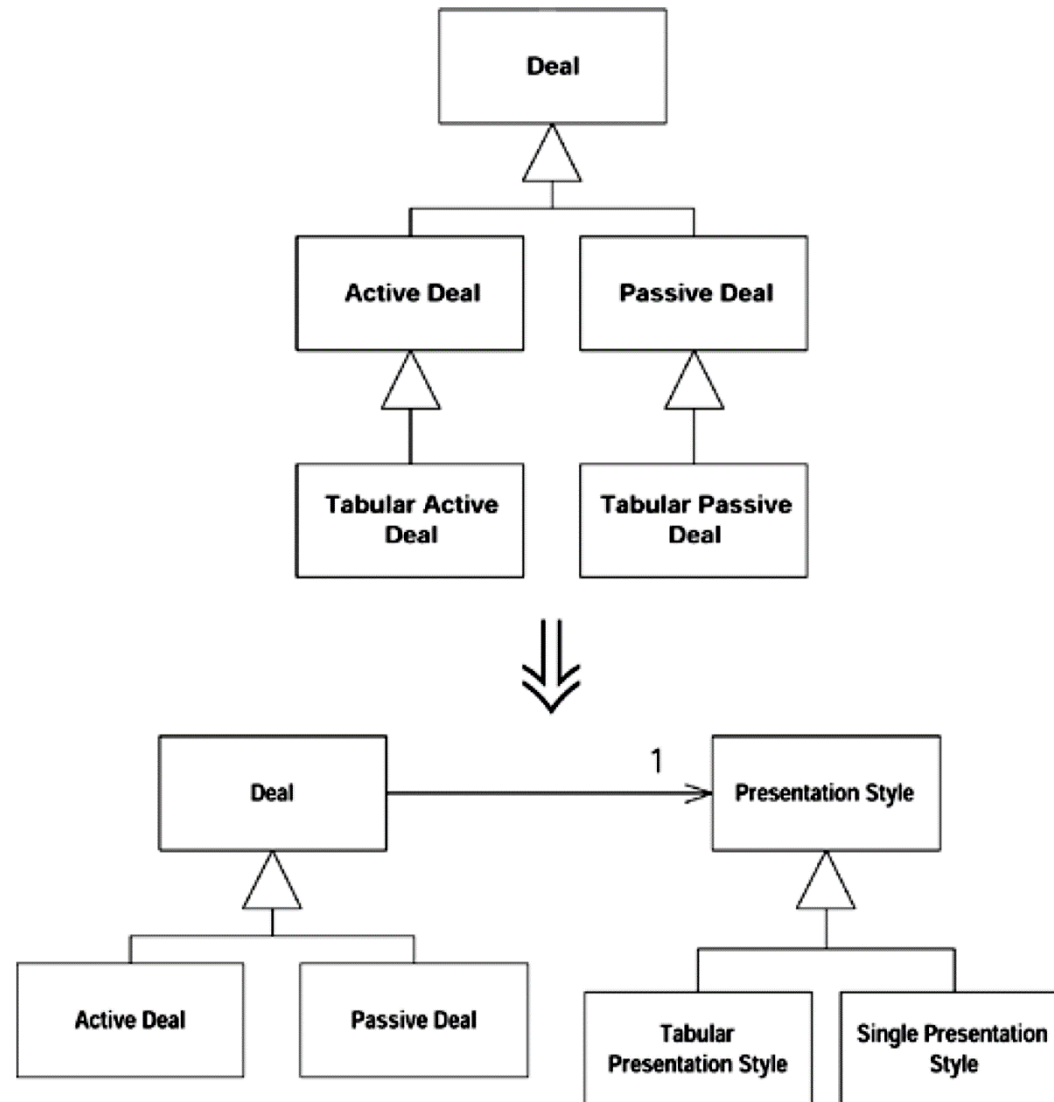 Deal
Active Deal
Passive Deal
Tabular Active
Deal
Tabular Passive
Deal
1
Deal
Presentation Style
Active Deal
Passive Deal
Tabular
Presentation Style
Single Presentation
Style